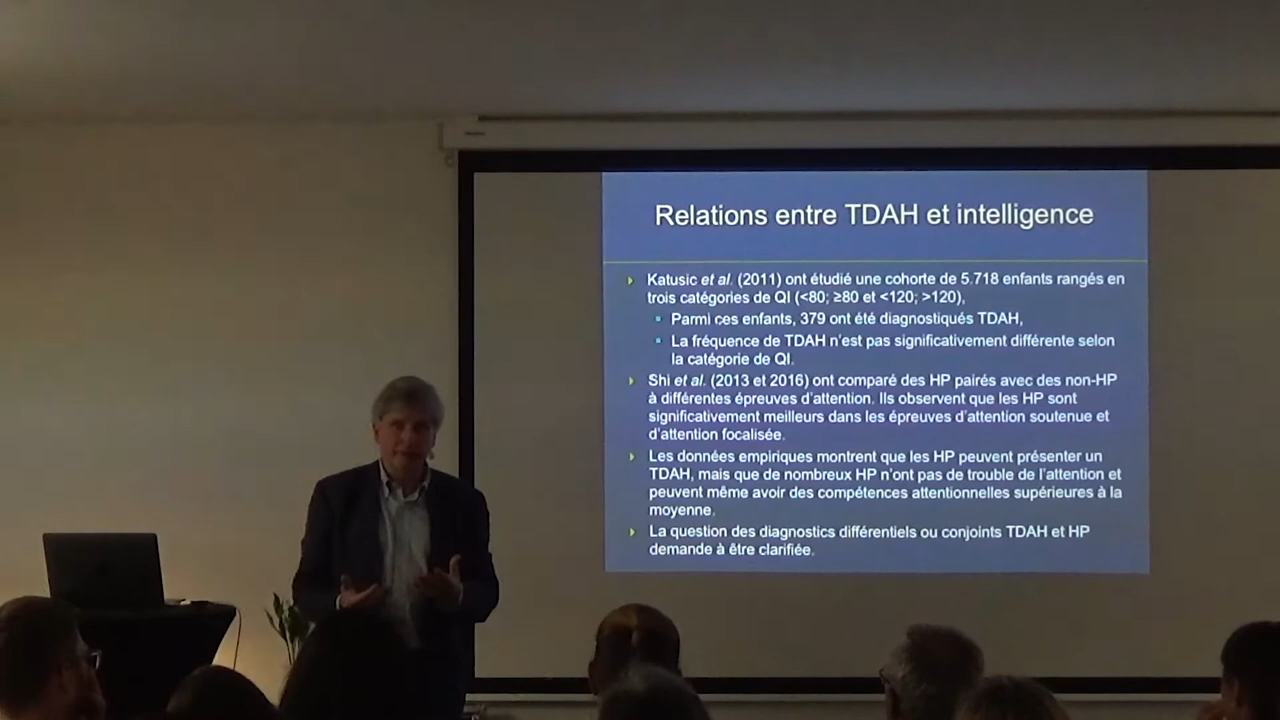 Relations entre TDAH et intelligence
Katusic et al. (2011) ont étudié une cohorte de 5.718 enfants rangés en
trois catégories de QI (<80; ≥80 et <120; >120),
Parmi ces enfants, 379 ont été diagnostiqués TDAH,
La fréquence de TDAH n'est pas significativement différente selon
la catégorie de QI.
Shi et al. (2013 et 2016) ont comparé des HP pairés avec des non-HP
à différentes épreuves d'attention. Ils observent que les HP sont
significativement meilleurs dans les épreuves d'attention soutenue et
d'attention focalisée.
Les données empiriques montrent que les HP peuvent présenter un
TDAH, mais que de nombreux HP n'ont pas de trouble de l'attention et
peuvent même avoir des compétences attentionnelles supérieures à la
moyenne.
La question des diagnostics différentiels ou conjoints TDAH et HP
demande à être clarifiée.